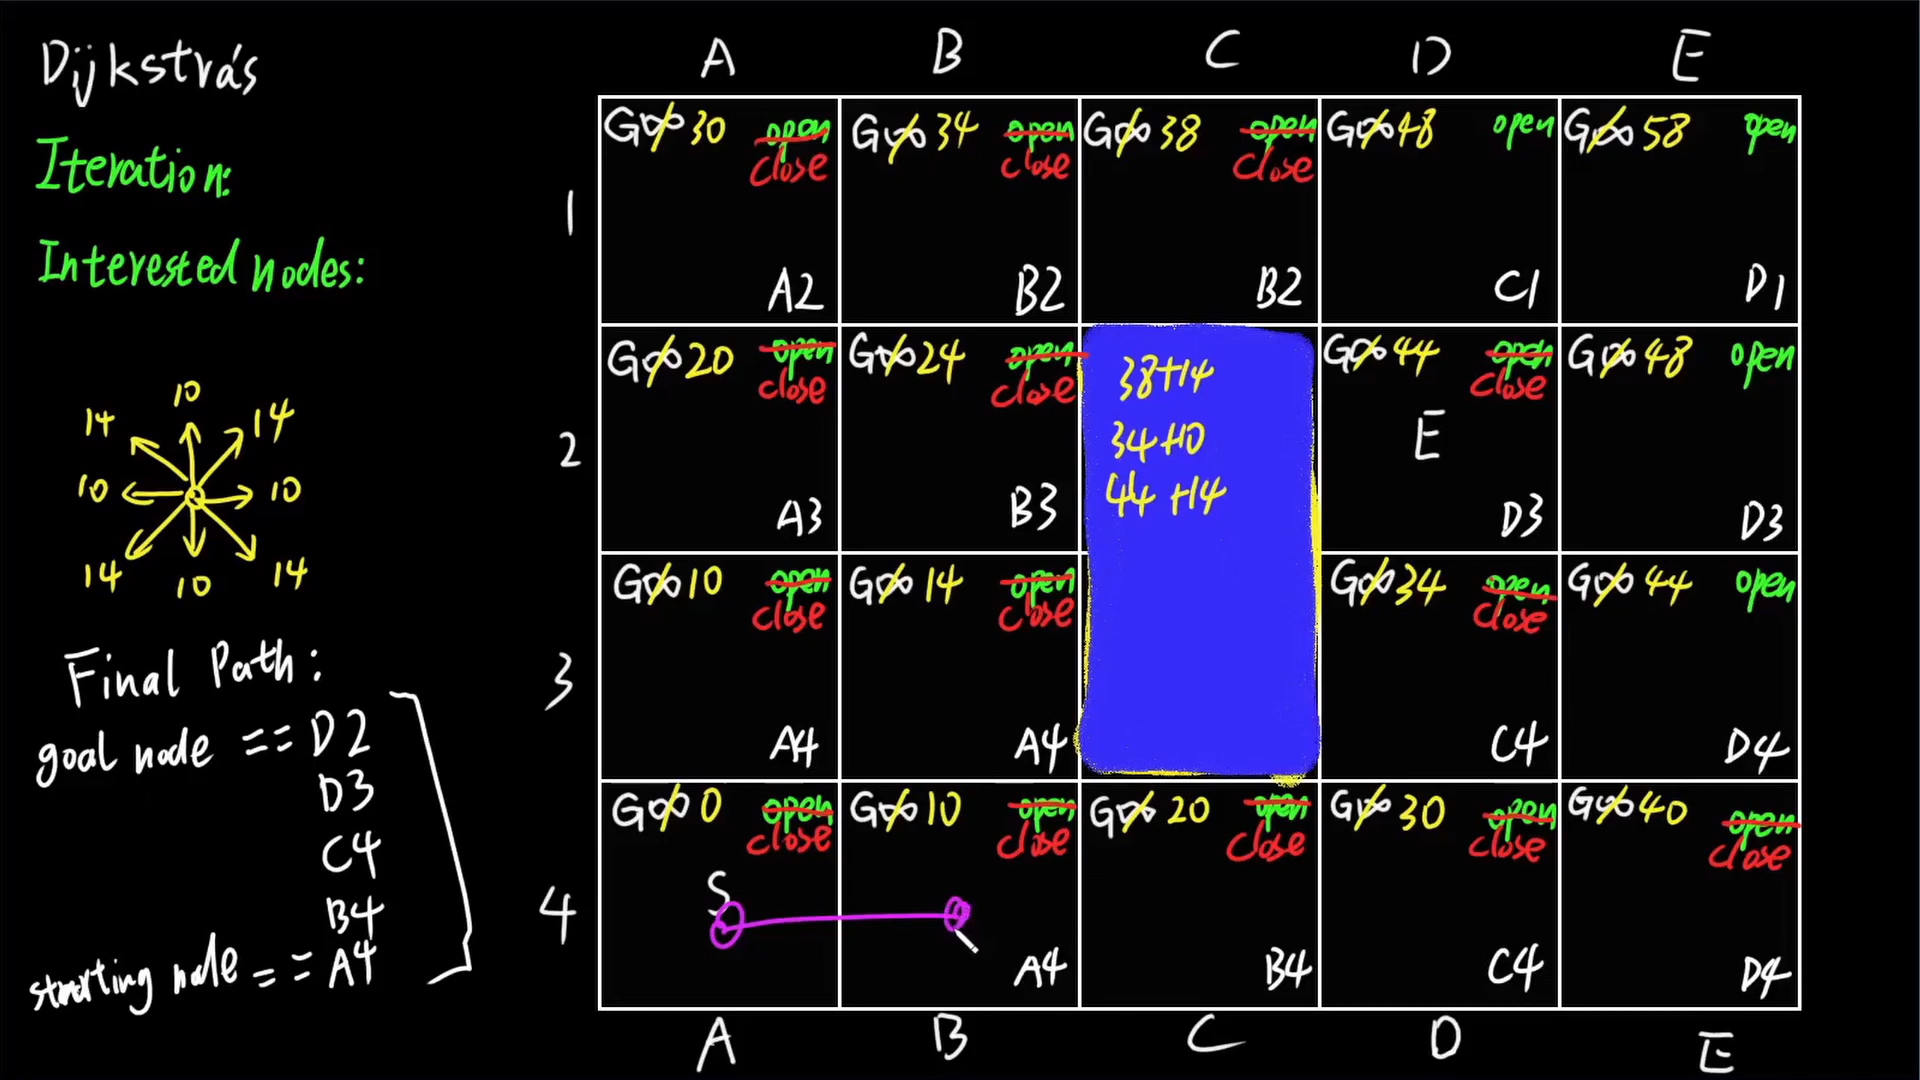 Dijkstra's
Iteration:
Interested nodes:
10
14
14
10
10
14
10
14
Final Path:
goal node == D2
D3
C4
B4
starting node == A4
A B C D E
1
G∞ 30 open close A2
G∞ 34 open close B2
G∞ 38 open close B2
G∞ 48 open C1
G∞ 58 open D1
2
G∞ 20 open close A3
G∞ 24 open close B3
38+14
34+10
44+14
G∞ 44 open close E D3
G∞ 48 open D3
3
G∞ 10 open close A4
G∞ 14 open close A4
G∞ 34 open close C4
G∞ 44 open D4
4
G∞ 0 open close S
G∞ 10 open close A4
G∞ 20 open close B4
G∞ 30 open close C4
G∞ 40 open close D4
A B C D E